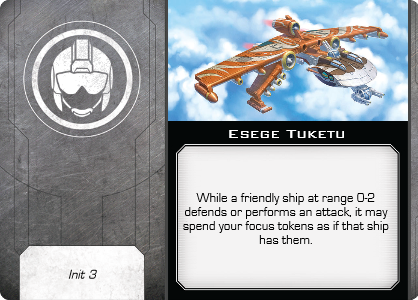 Esege Tuketu
While a friendly ship at range 0-2
defends or performs an attack, it may
spend your focus tokens as if that ship
has them.
Init 3